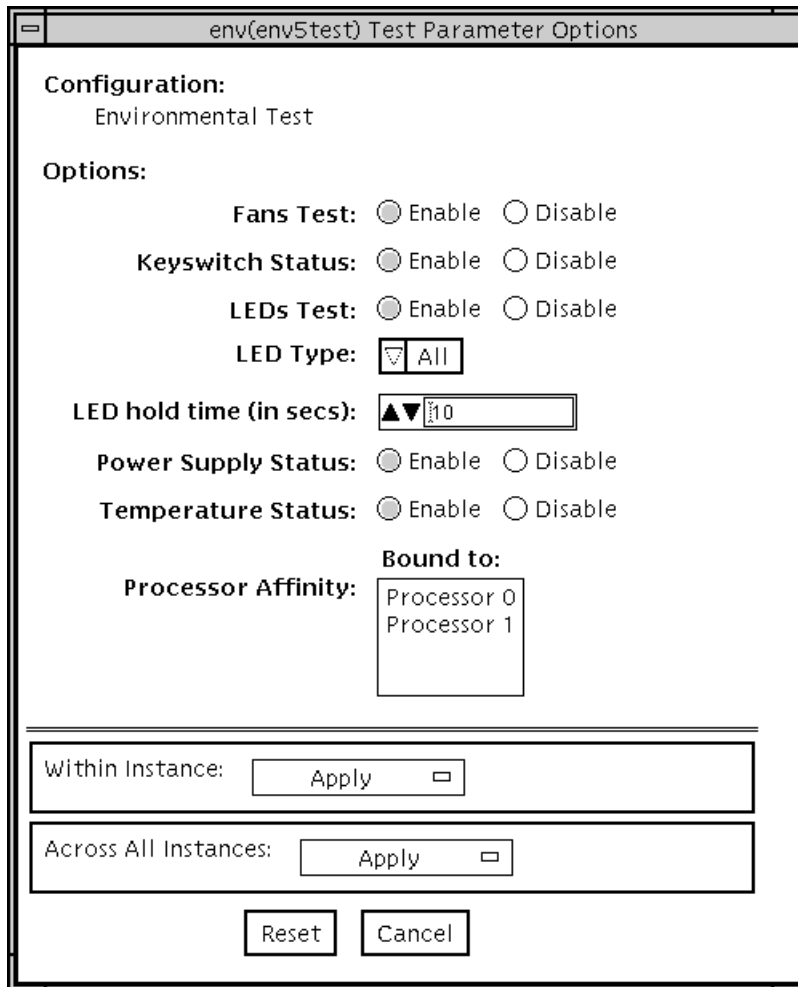 env(env5test) Test Parameter Options
Configuration:
Environmental Test
Options:
Fans Test: Enable Disable
Keyswitch Status: Enable Disable
LEDs Test: Enable Disable
LED Type: All
LED hold time (in secs): 10
Power Supply Status: Enable Disable
Temperature Status: Enable Disable
Bound to:
Processor Affinity: Processor 0
Processor 1
Within Instance: Apply
Across All Instances: Apply
Reset Cancel